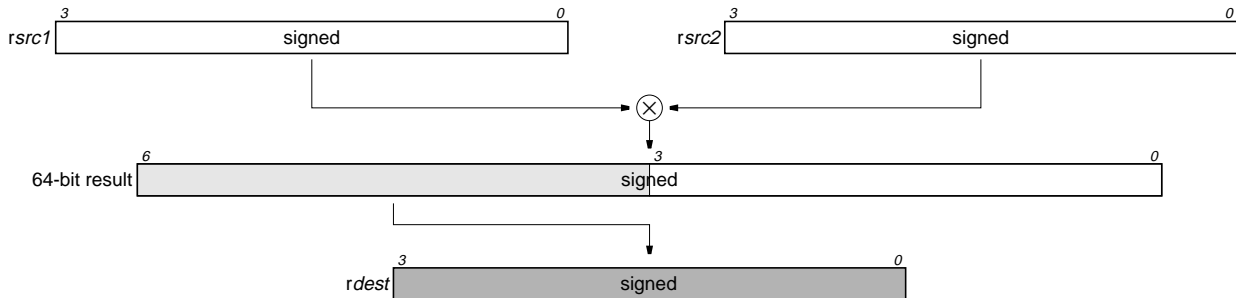 3 0 3 0
rsrc1 signed rsrc2 signed
6 3 0
64-bit result signed
3 0
rdest signed